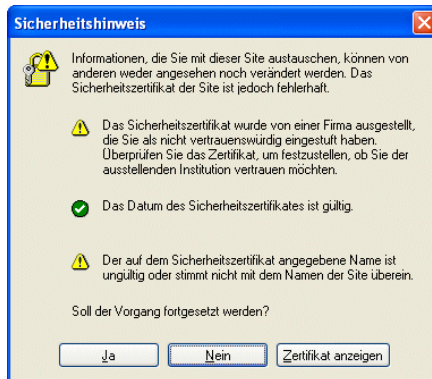 Sicherheitshinweis
Informationen, die Sie mit dieser Site austauschen, können von
anderen weder angesehen noch verändert werden. Das
Sicherheitszertifikat der Site ist jedoch fehlerhaft.
Das Sicherheitszertifikat wurde von einer Firma ausgestellt,
die Sie als nicht vertrauenswürdig eingestuft haben.
Überprüfen Sie das Zertifikat, um festzustellen, ob Sie der
ausstellenden Institution vertrauen möchten.
Das Datum des Sicherheitszertifikates ist gültig.
Der auf dem Sicherheitszertifikat angegebene Name ist
ungültig oder stimmt nicht mit dem Namen der Site überein.
Soll der Vorgang fortgesetzt werden?
Ja
Nein
Zertifikat anzeigen